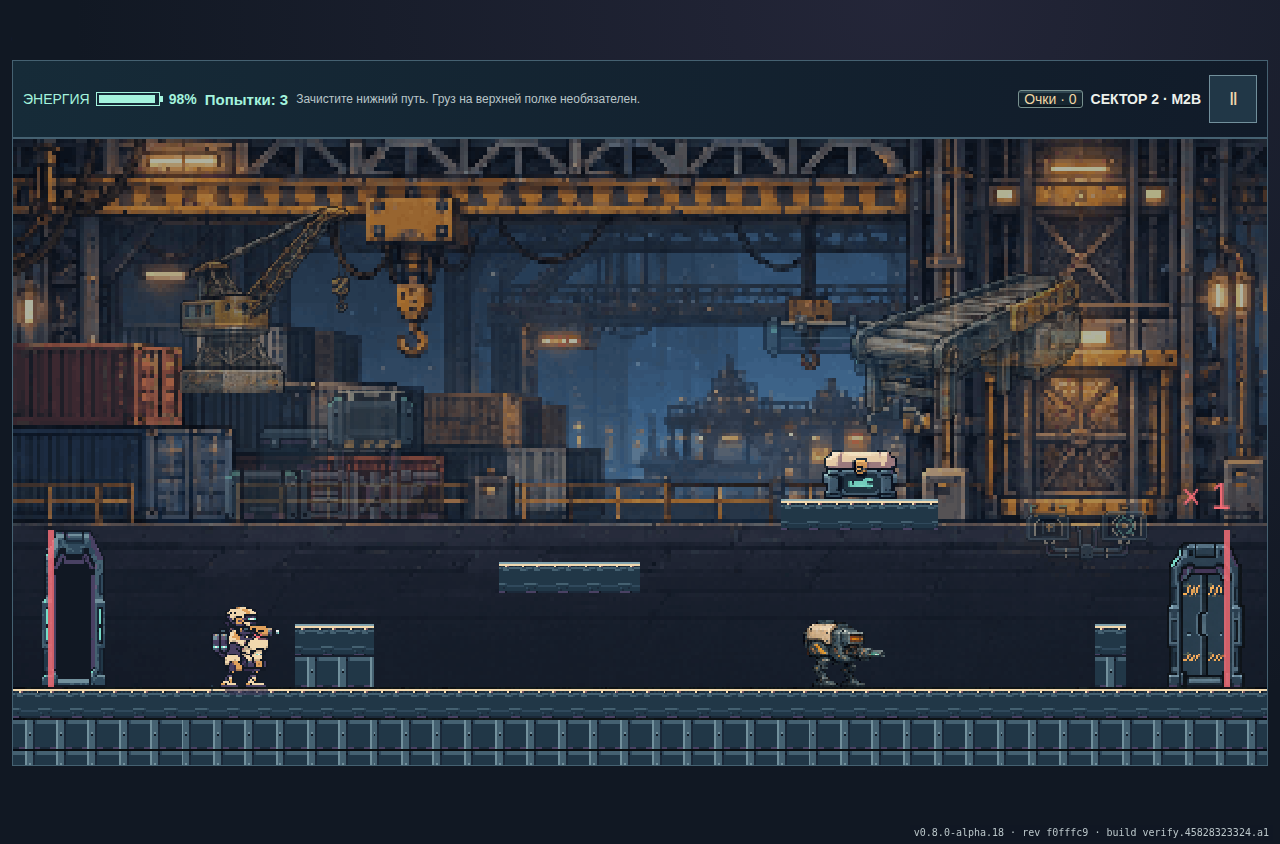 ЭНЕРГИЯ 98% Попытки: 3 Зачистите нижний путь. Груз на верхней полке необязателен. Очки · 0 СЕКТОР 2 · M2B II
× 1
v0.8.0-alpha.18 · rev f0fffc9 · build verify.45828323324.a1